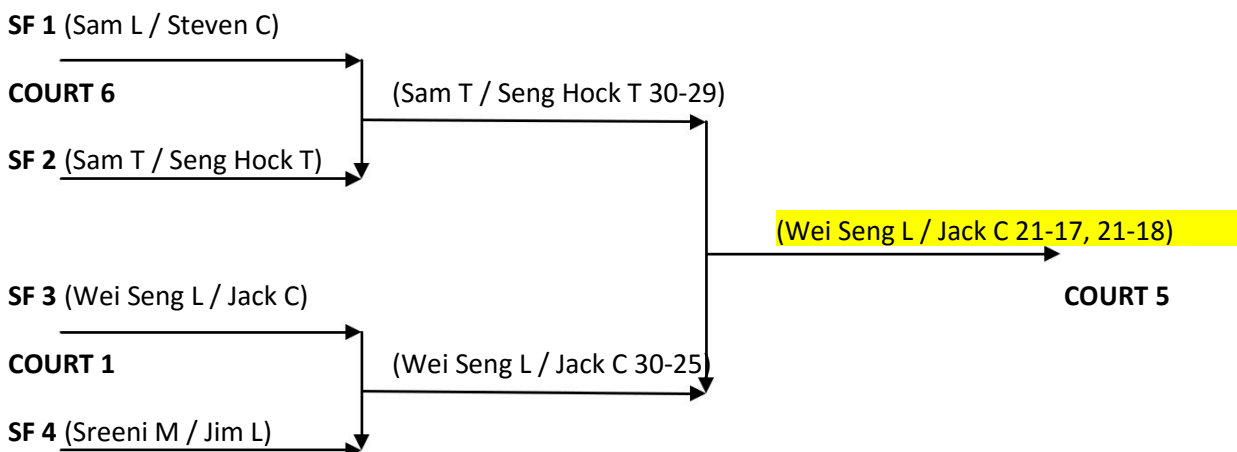 SF 1 (Sam L / Steven C)
COURT 6
(Sam T / Seng Hock T 30-29)
SF 2 (Sam T / Seng Hock T)
(Wei Seng L / Jack C 21-17, 21-18)
SF 3 (Wei Seng L / Jack C)
COURT 5
COURT 1
(Wei Seng L / Jack C 30-25)
SF 4 (Sreeni M / Jim L)